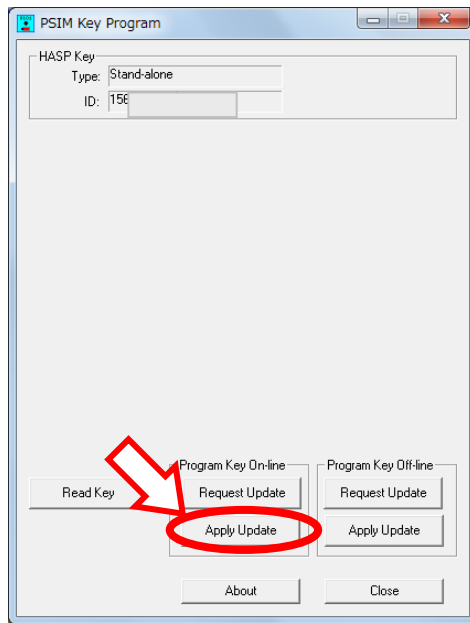 PSIM Key Program
HASP Key
Type: Stand-alone
ID:
Program Key On-line
Program Key Off-line
Read Key
Request Update
Request Update
Apply Update
Apply Update
About
Close